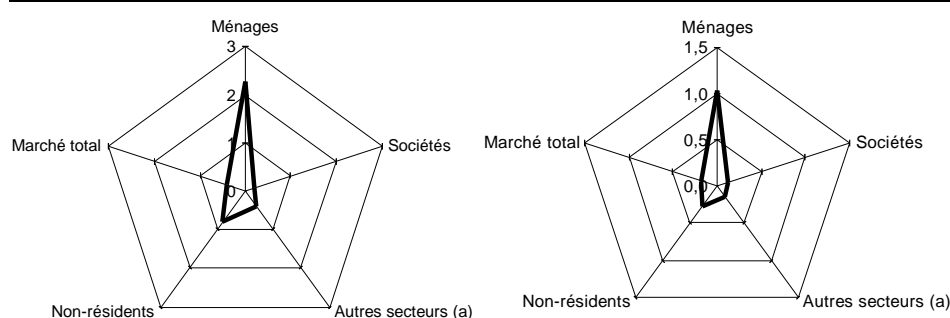 Ménages
3
2
1
0
Marché total
Sociétés
Non-résidents
Autres secteurs (a)
Ménages
1,5
1,0
0,5
0,0
Marché total
Sociétés
Non-résidents
Autres secteurs (a)